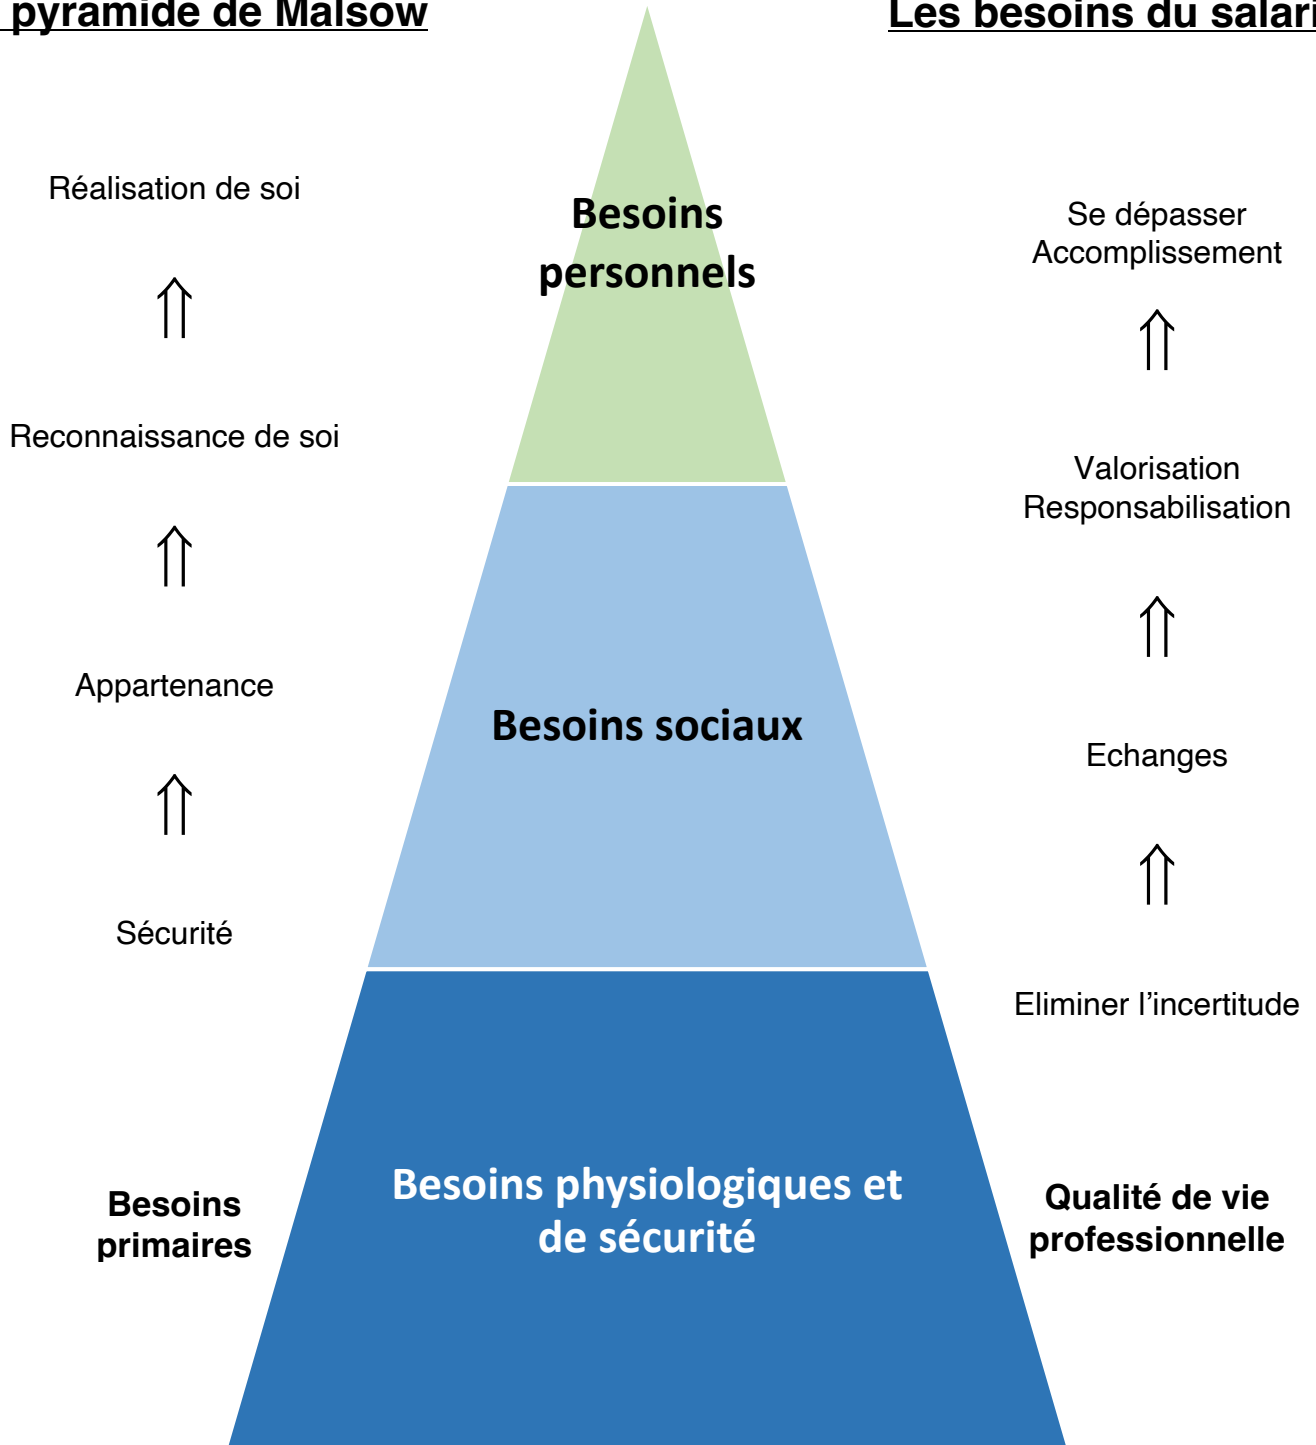 pyramide de Malsow
Les besoins du salari
Réalisation de soi
Besoins
personnels
Se dépasser
Accomplissement
⇑
⇑
Reconnaissance de soi
Valorisation
Responsabilisation
⇑
⇑
Appartenance
Besoins sociaux
Echanges
⇑
⇑
Sécurité
Eliminer l’incertitude
Besoins
primaires
Besoins physiologiques et
de sécurité
Qualité de vie
professionnelle